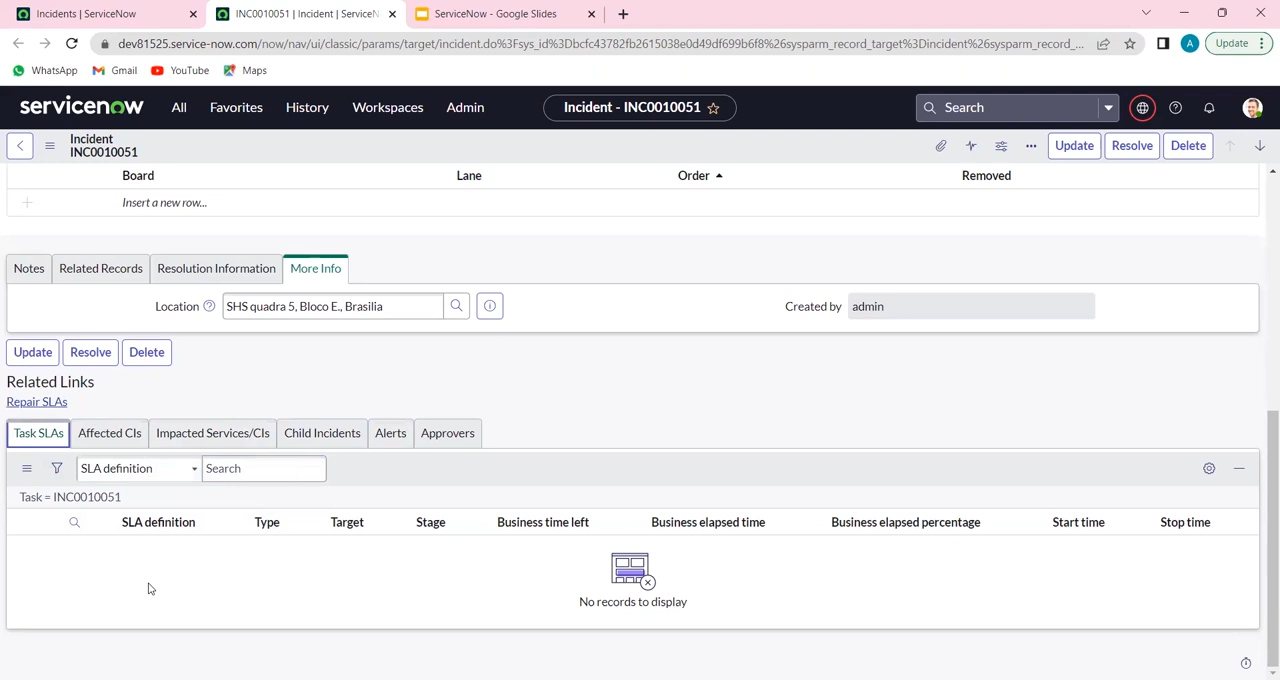 Incidents | ServiceNow
INC0010051 | Incident | ServiceN
ServiceNow - Google Slides
dev81525.service-now.com/now/nav/ui/classic/params/target/incident.do%3Fsys_id%3Dbcfc43782fb2615038e0d49df699b6f8%26sysparm_record_target%3Dincident%26sysparm_record_...
A
Update
WhatsApp
Gmail
YouTube
Maps
servicenow
All
Favorites
History
Workspaces
Admin
Incident - INC0010051
Search
Incident
INC0010051
Update
Resolve
Delete
Board
Lane
Order
Removed
Insert a new row...
Notes
Related Records
Resolution Information
More Info
Location
SHS quadra 5, Bloco E., Brasilia
Created by
admin
Update
Resolve
Delete
Related Links
Repair SLAs
Task SLAs
Affected CIs
Impacted Services/CIs
Child Incidents
Alerts
Approvers
SLA definition
Search
Task = INC0010051
SLA definition
Type
Target
Stage
Business time left
Business elapsed time
Business elapsed percentage
Start time
Stop time
No records to display